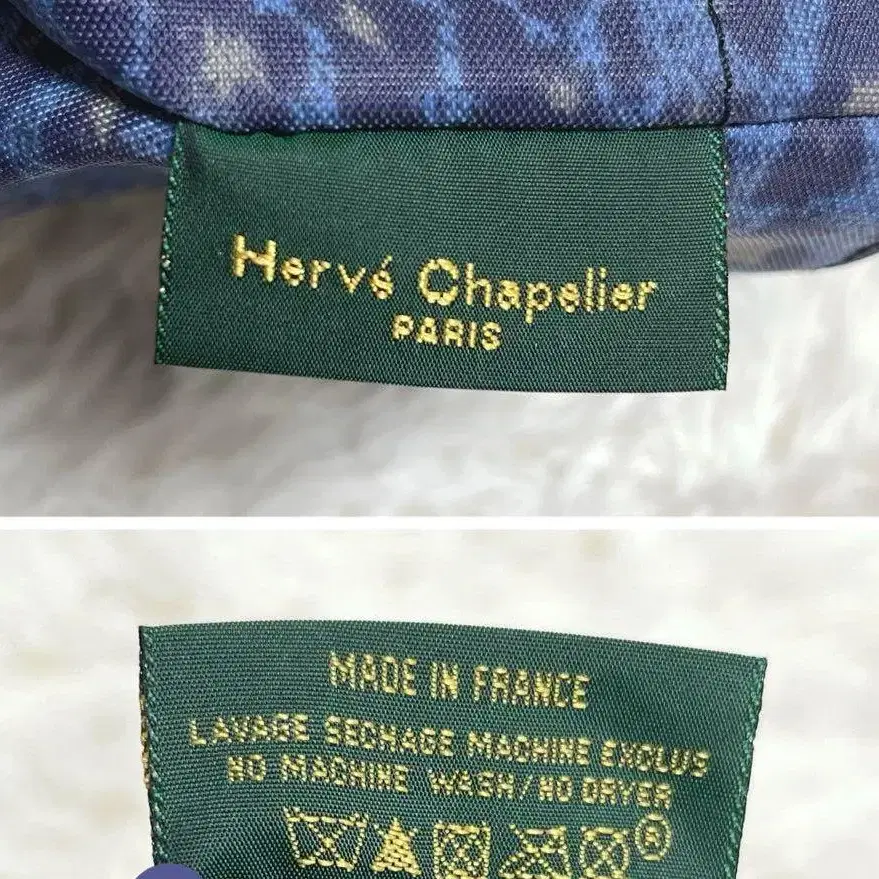 Hervé Chapelier
PARIS
MADE IN FRANCE
LAVAGE SECHAGE MACHINE EXCLUS
NO MACHINE WASH/NO DRYER
®